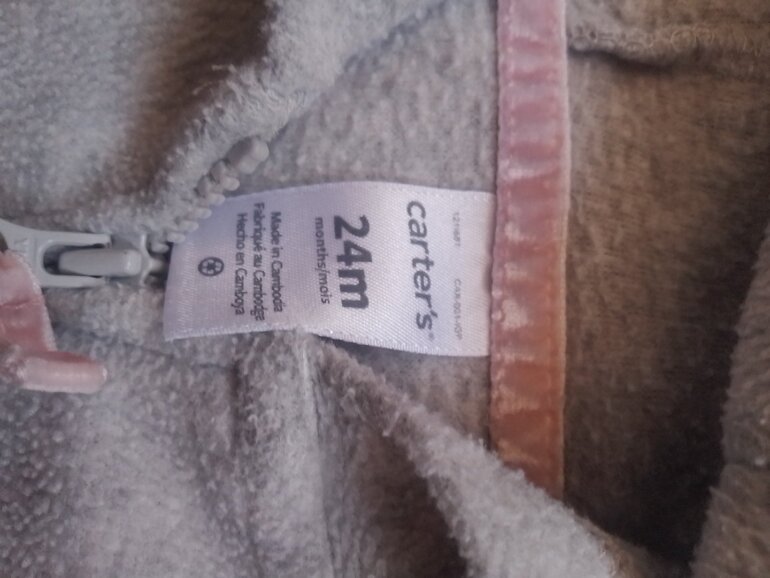 carter's®
24m
months/mois
Made in Cambodia
Fabriqué au Cambodge
Hecho en Camboya